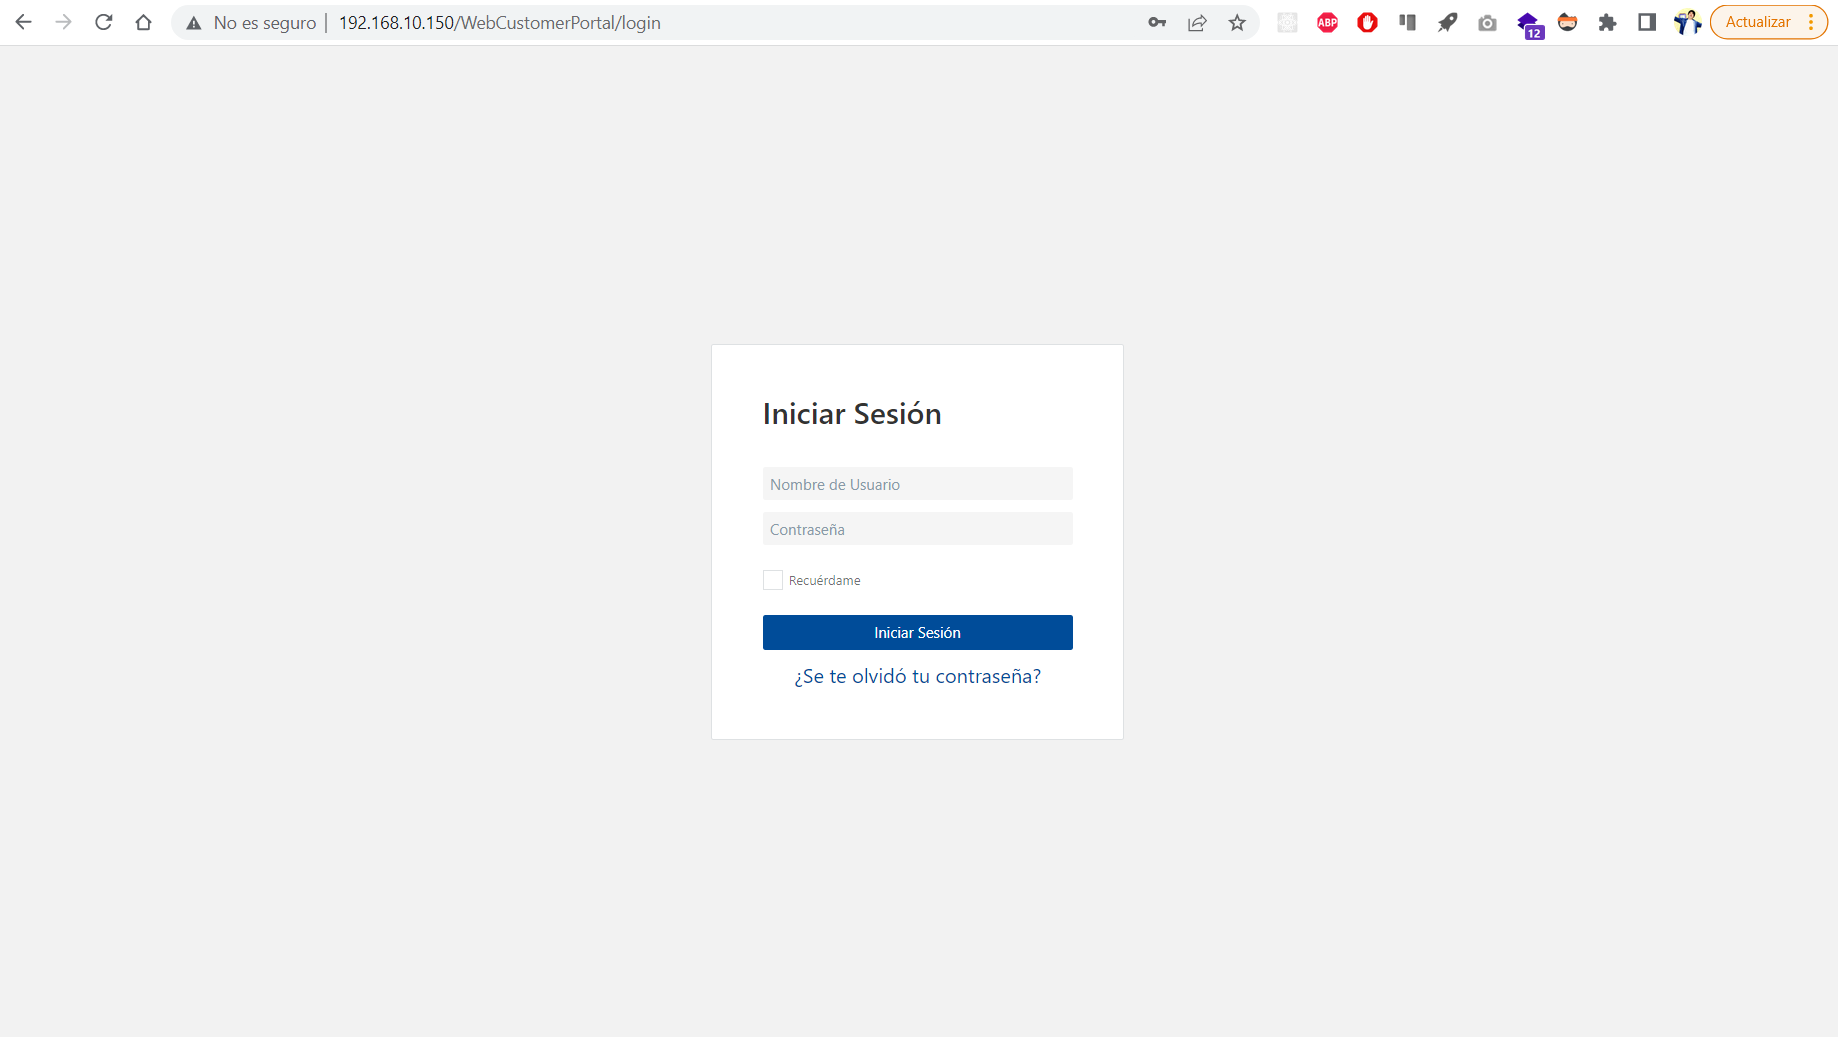 No es seguro | 192.168.10.150/WebCustomerPortal/login
ABP
12
Actualizar
Iniciar Sesión
Nombre de Usuario
Contraseña
Recuérdame
Iniciar Sesión
¿Se te olvidó tu contraseña?